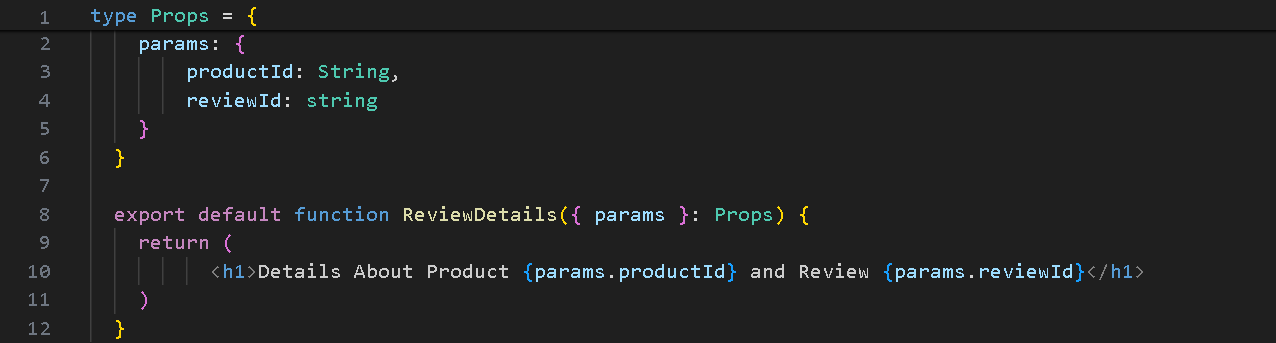 1 type Props = {
2 params: {
3 productId: String,
4 reviewId: string
5 }
6 }
7
8 export default function ReviewDetails({ params }: Props) {
9 return (
10 <h1>Details About Product {params.productId} and Review {params.reviewId}</h1>
11 )
12 }